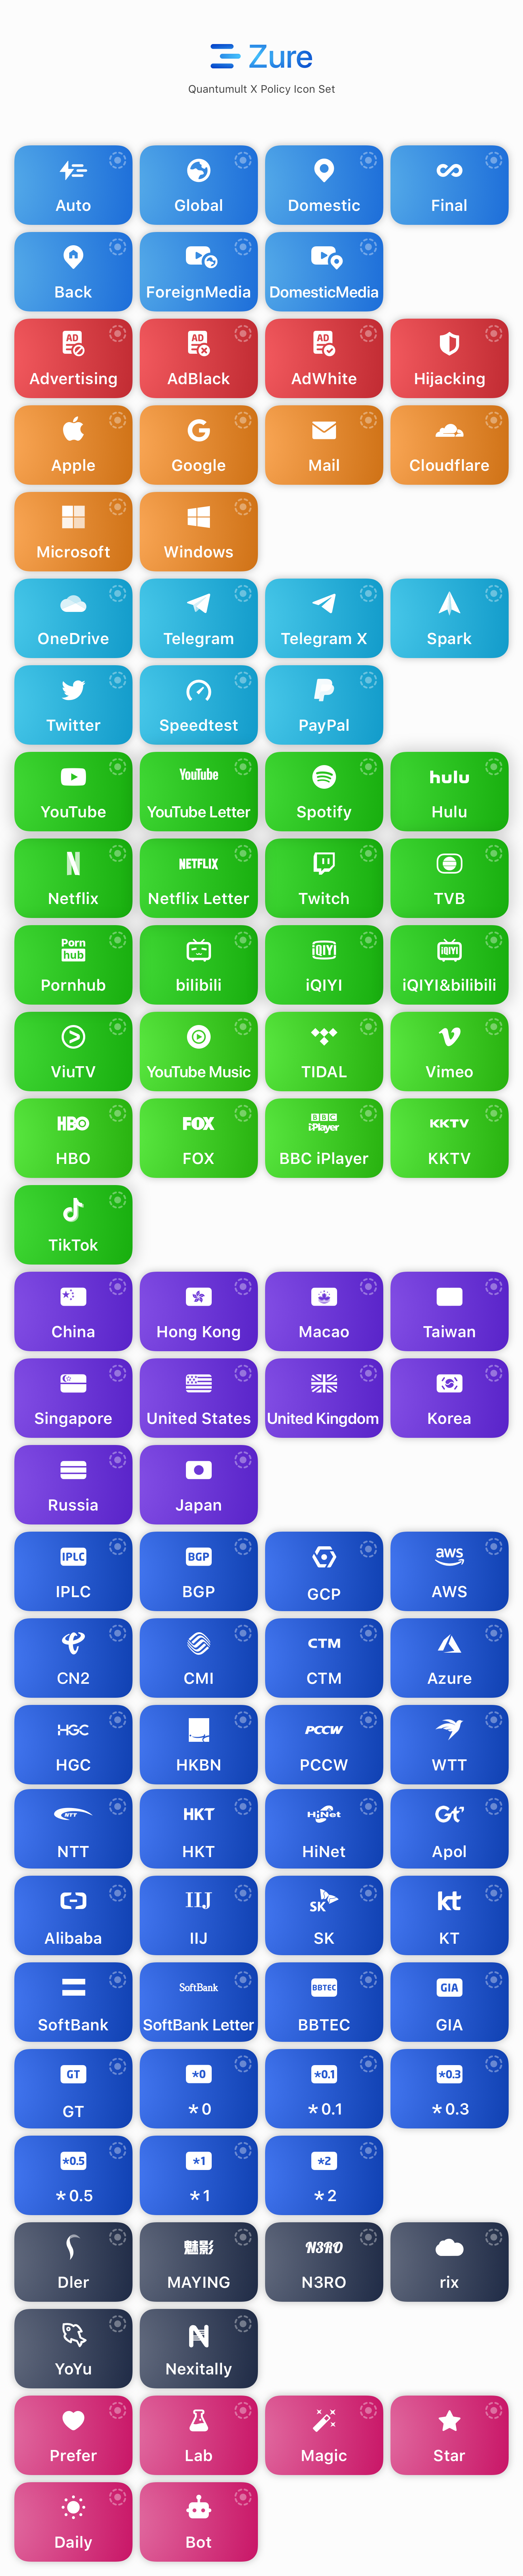 Zure
Quantumult X Policy Icon Set
Auto Global Domestic Final
Back ForeignMedia DomesticMedia
AD AD AD
Advertising AdBlack AdWhite Hijacking
Apple Google Mail Cloudflare
Microsoft Windows
OneDrive Telegram Telegram X Spark
Twitter Speedtest PayPal
YouTube hulu
YouTube YouTube Letter Spotify Hulu
NETFLIX
Netflix Netflix Letter Twitch TVB
Porn hub iQIYI iQIYI
Pornhub bilibili iQIYI iQIYI&bilibili
ViuTV YouTube Music TIDAL Vimeo
HBO FOX BBC iPlayer KKTV
HBO FOX BBC iPlayer KKTV
TikTok
China Hong Kong Macao Taiwan
Singapore United States United Kingdom Korea
Russia Japan
IPLC BGP aws
IPLC BGP GCP AWS
CTM
CN2 CMI CTM Azure
HGC PCCW
HGC HKBN PCCW WTT
NTT HKT HiNet Gt
NTT HKT HiNet Apol
IIJ SK kt
Alibaba IIJ SK KT
SoftBank BBTEC GIA
SoftBank SoftBank Letter BBTEC GIA
GT *0 *0.1 *0.3
GT *0 *0.1 *0.3
*0.5 *1 *2
*0.5 *1 *2
魅影 N3RO
Dler MAYING N3RO rix
YoYu Nexitally
Prefer Lab Magic Star
Daily Bot